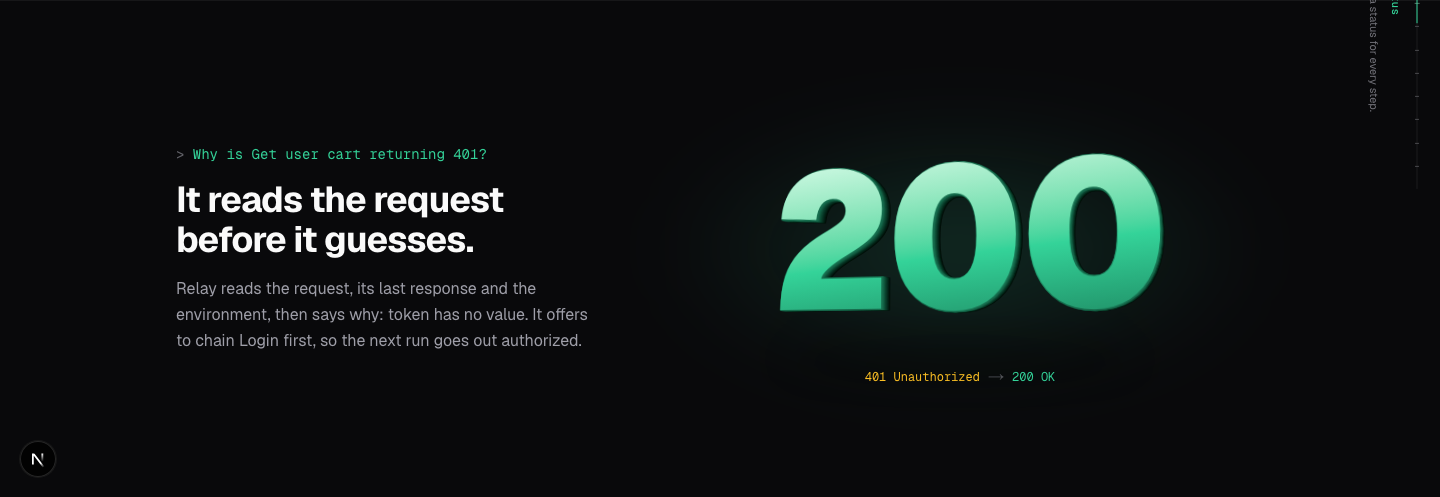 > Why is Get user cart returning 401?
It reads the request
before it guesses.
Relay reads the request, its last response and the
environment, then says why: token has no value. It offers
to chain Login first, so the next run goes out authorized.
200
401 Unauthorized → 200 OK
a status for every step.
N